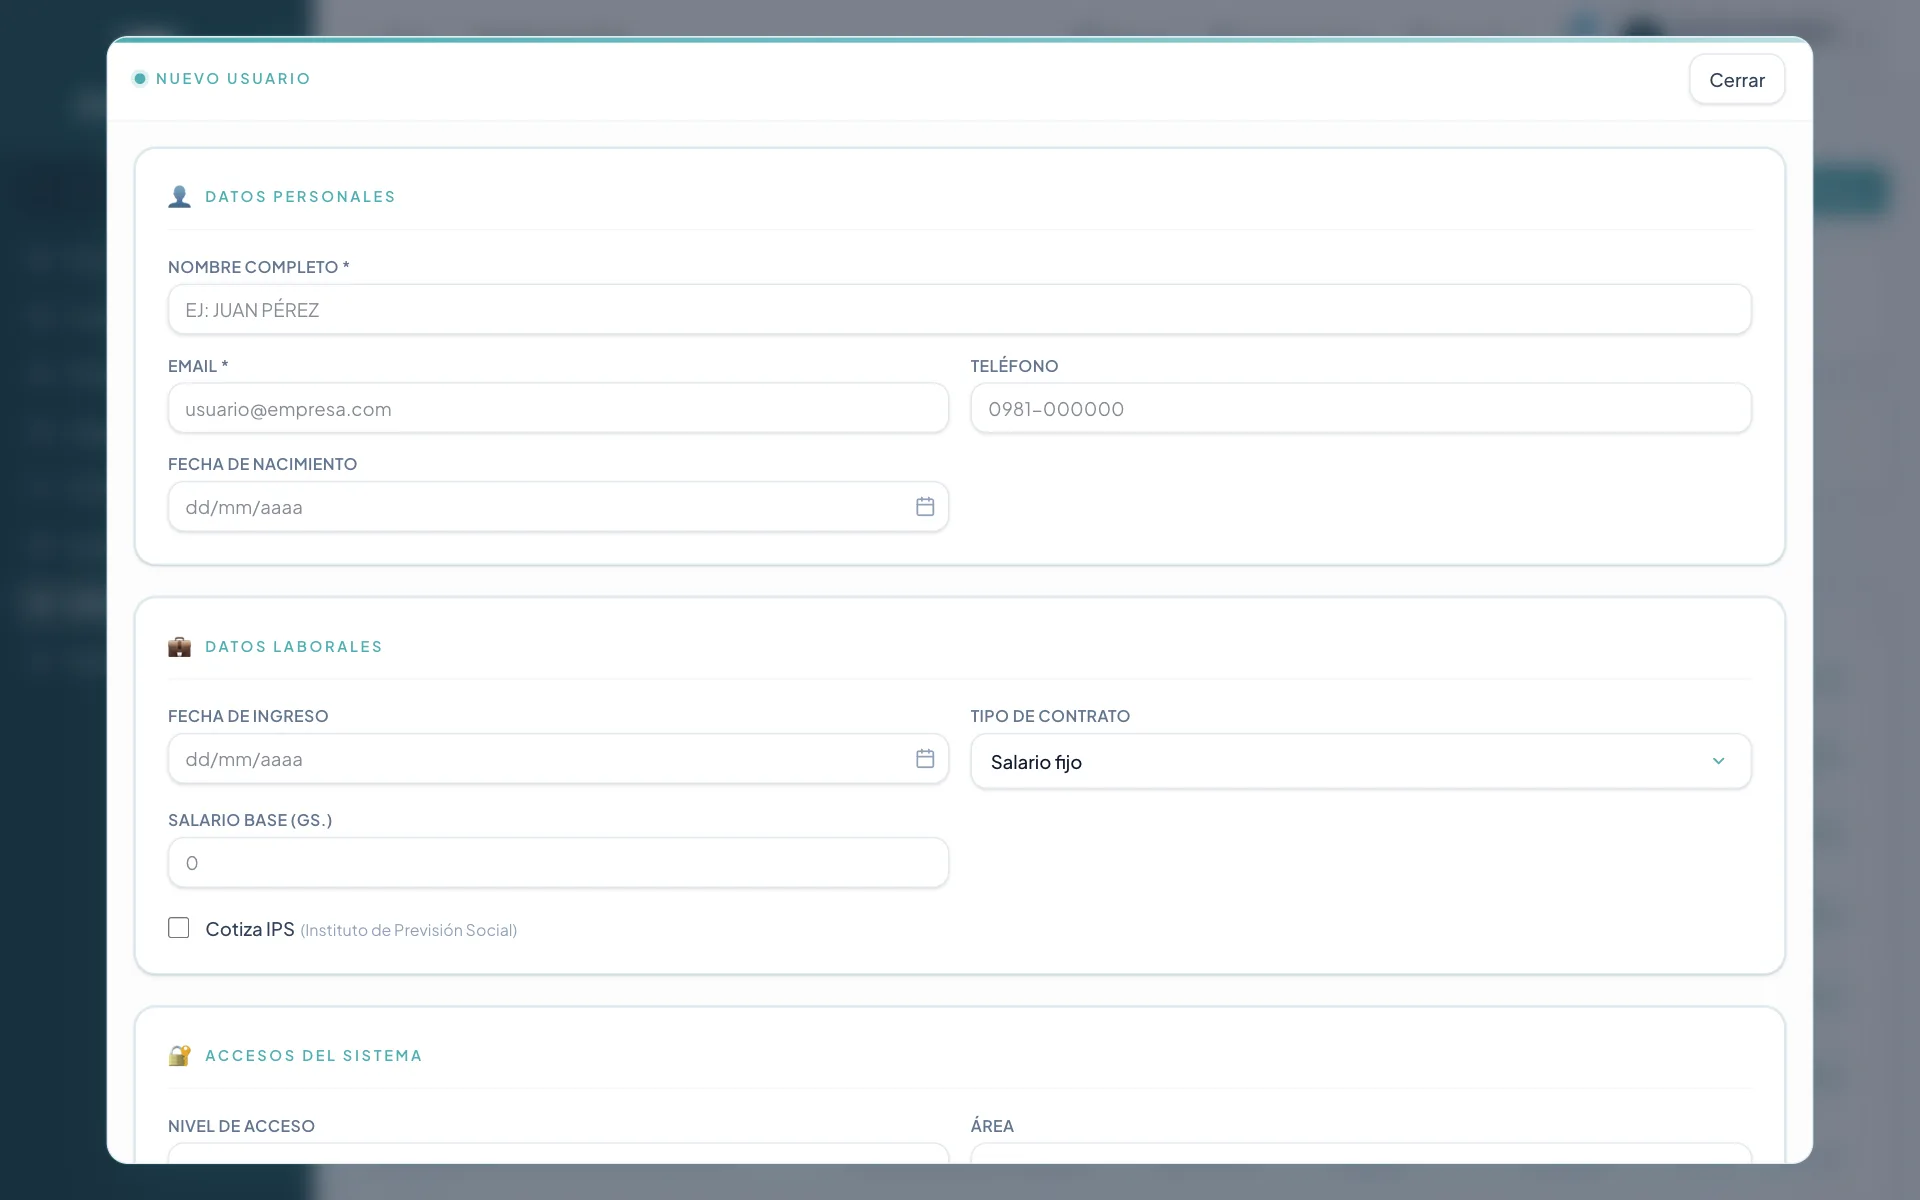 NUEVO USUARIO
Cerrar
DATOS PERSONALES
NOMBRE COMPLETO *
EJ: JUAN PÉREZ
EMAIL *
TELÉFONO
usuario@empresa.com
0981-000000
FECHA DE NACIMIENTO
dd/mm/aaaa
DATOS LABORALES
FECHA DE INGRESO
TIPO DE CONTRATO
dd/mm/aaaa
Salario fijo
SALARIO BASE (GS.)
0
Cotiza IPS (Instituto de Previsión Social)
ACCESOS DEL SISTEMA
NIVEL DE ACCESO
ÁREA